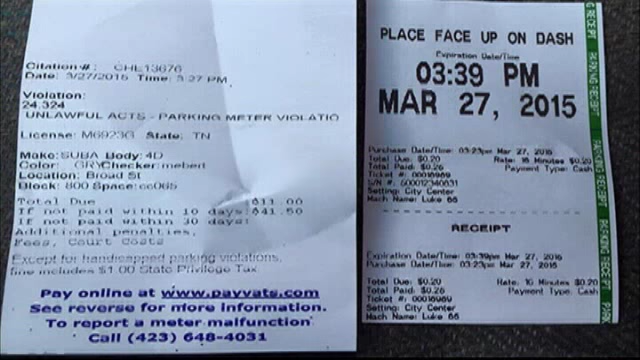 Citation #: CHE13676
Date: 3/27/2015 Time: 3:27 PM
Violation:
24,324
UNLAWFUL ACTS - PARKING METER VIOLATIO
License: M6923G State: TN
Make: SUBA Body: 4D
Color: GRY Checker: mebert
Location: Broad St
Block: 800 Space: cc065
Total Due $11.00
If not paid within 10 days: $41.50
If not paid within 30 days:
Additional penalties,
Fees, Court Costs
Except for handicapped parking violations,
fine includes $1.00 State Privilege Tax
Pay online at www.payvats.com
See reverse for more information.
To report a meter malfunction
Call (423) 648-4031
PLACE FACE UP ON DASH
Expiration Date/Time
03:39 PM
MAR 27, 2015
Purchase Date/Time: 03:23pm Mar 27, 2015
Total Due: $0.20 Rate: 16 Minutes $0.20
Total Paid: $0.26 Payment Type: Cash
Ticket #: 00016969
S/N #: 500012340031
Setting: City Center
Mach Name: Luke 66
RECEIPT
Expiration Date/Time: 03:39pm Mar 27, 2015
Purchase Date/Time: 03:23pm Mar 27, 2015
Total Due: $0.20 Rate: 16 Minutes $0.20
Total Paid: $0.26 Payment Type: Cash
Ticket #: 00016969
Setting: City Center
Mach Name: Luke 66
PARKING RECEIPT
PARKING RECEIPT
PARKING RECEIPT